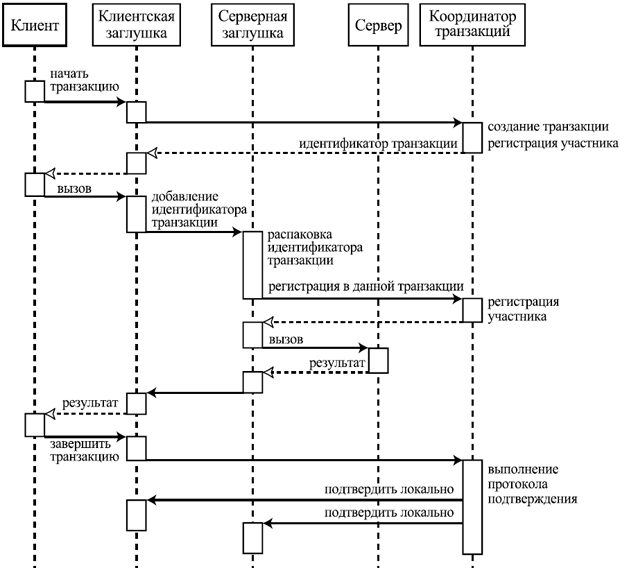 Клиент
Клиентская
заглушка
Серверная
заглушка
Сервер
Координатор
транзакций
начать
транзакцию
создание транзакции
идентификатор транзакции
регистрация участника
вызов
добавление
идентификатора
транзакции
распаковка
идентификатора
транзакции
регистрация в данной транзакции
регистрация
участника
вызов
результат
результат
завершить
транзакцию
выполнение
протокола
подтверждения
подтвердить локально
подтвердить локально